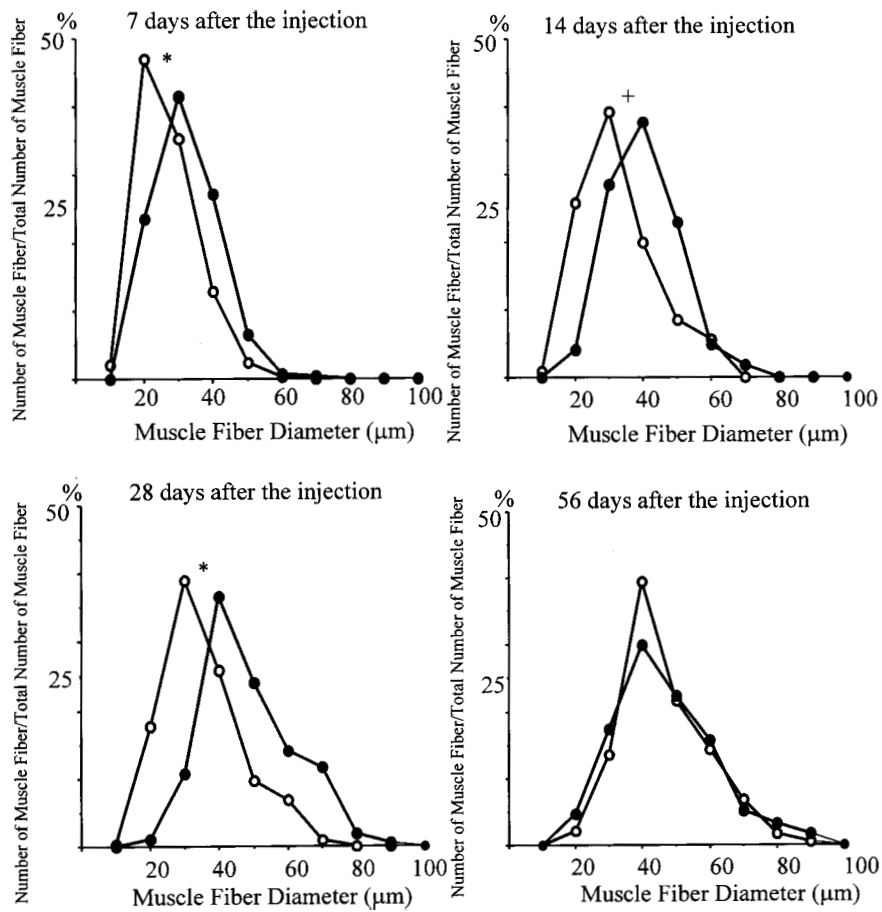 %
7 days after the injection
Number of Muscle Fiber/Total Number of Muscle Fiber
50
*
25
20 40 60 80 100
Muscle Fiber Diameter (μm)
%
14 days after the injection
Number of Muscle Fiber/Total Number of Muscle Fiber
50
+
25
20 40 60 80 100
Muscle Fiber Diameter (μm)
%
28 days after the injection
Number of Muscle Fiber/Total Number of Muscle Fiber
50
*
25
20 40 60 80 100
Muscle Fiber Diameter (μm)
%
56 days after the injection
Number of Muscle Fiber/Total Number of Muscle Fiber
50
25
20 40 60 80 100
Muscle Fiber Diameter (μm)